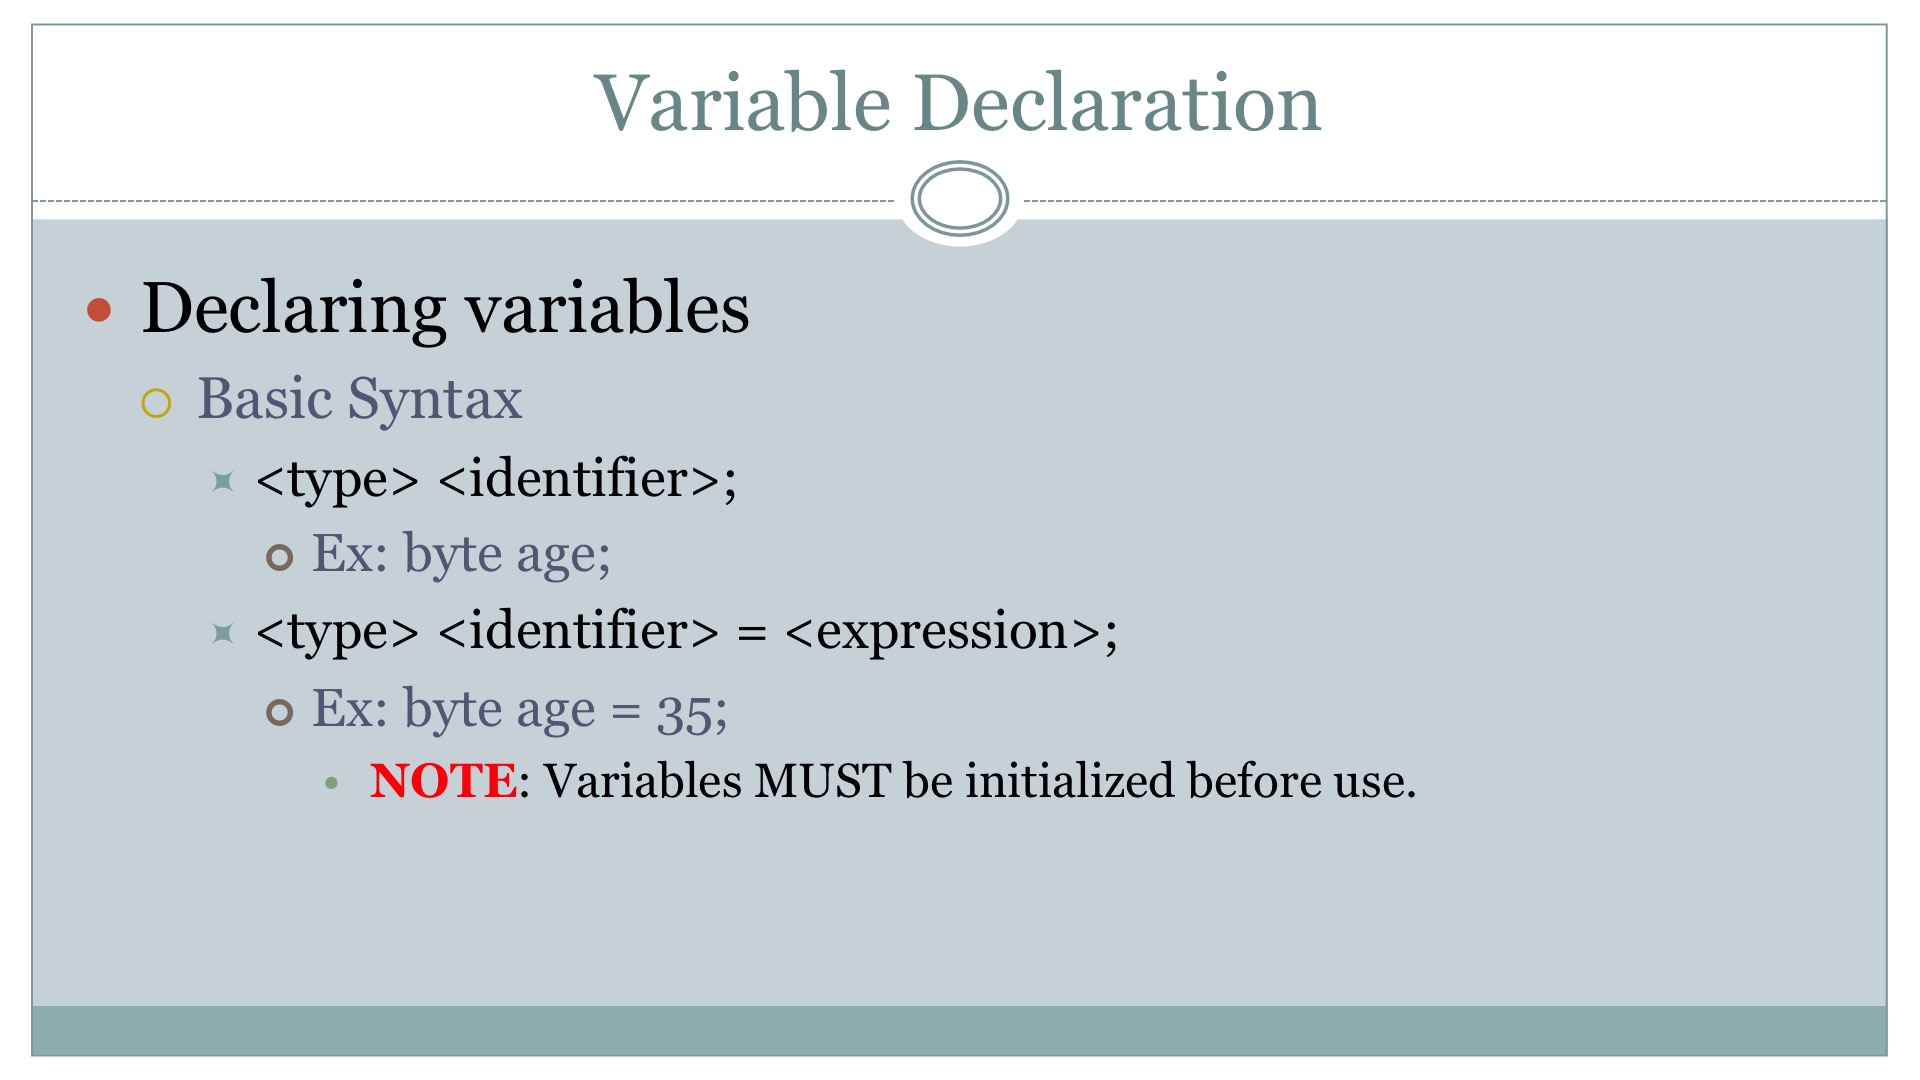 Variable Declaration
Declaring variables
Basic Syntax
<type> <identifier>;
Ex: byte age;
<type> <identifier> = <expression>;
Ex: byte age = 35;
NOTE: Variables MUST be initialized before use.